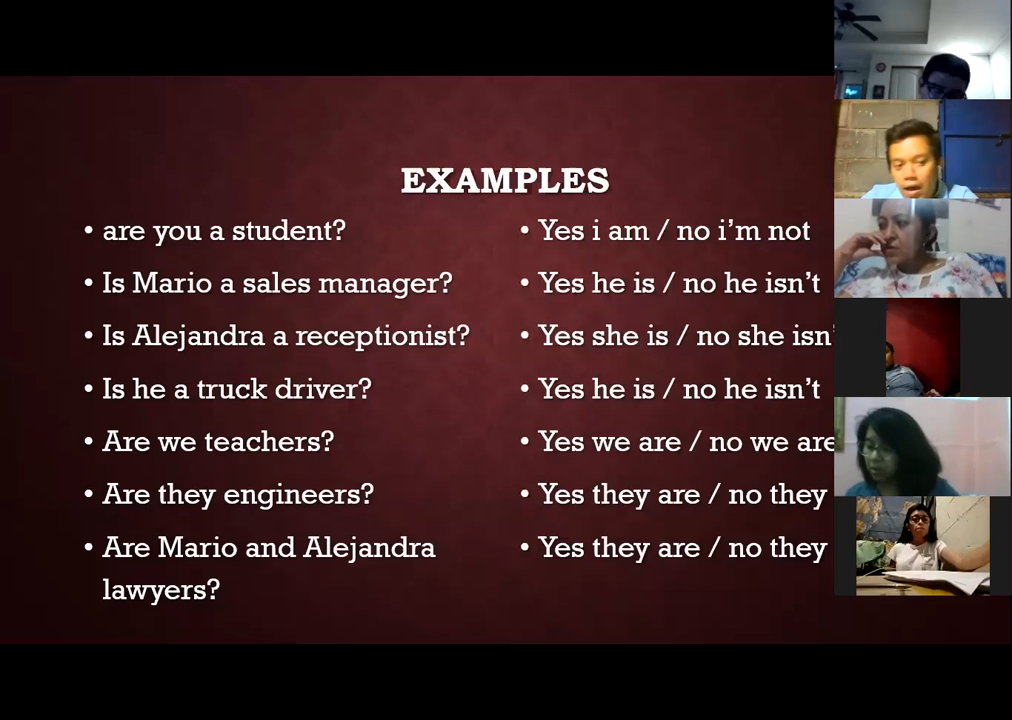 EXAMPLES
• are you a student?
• Yes i am / no i'm not
• Is Mario a sales manager?
• Yes he is / no he isn't
• Is Alejandra a receptionist?
• Yes she is / no she isn'
• Is he a truck driver?
• Yes he is / no he isn't
• Are we teachers?
• Yes we are / no we are
• Are they engineers?
• Yes they are / no they
• Are Mario and Alejandra
lawyers?
• Yes they are / no they